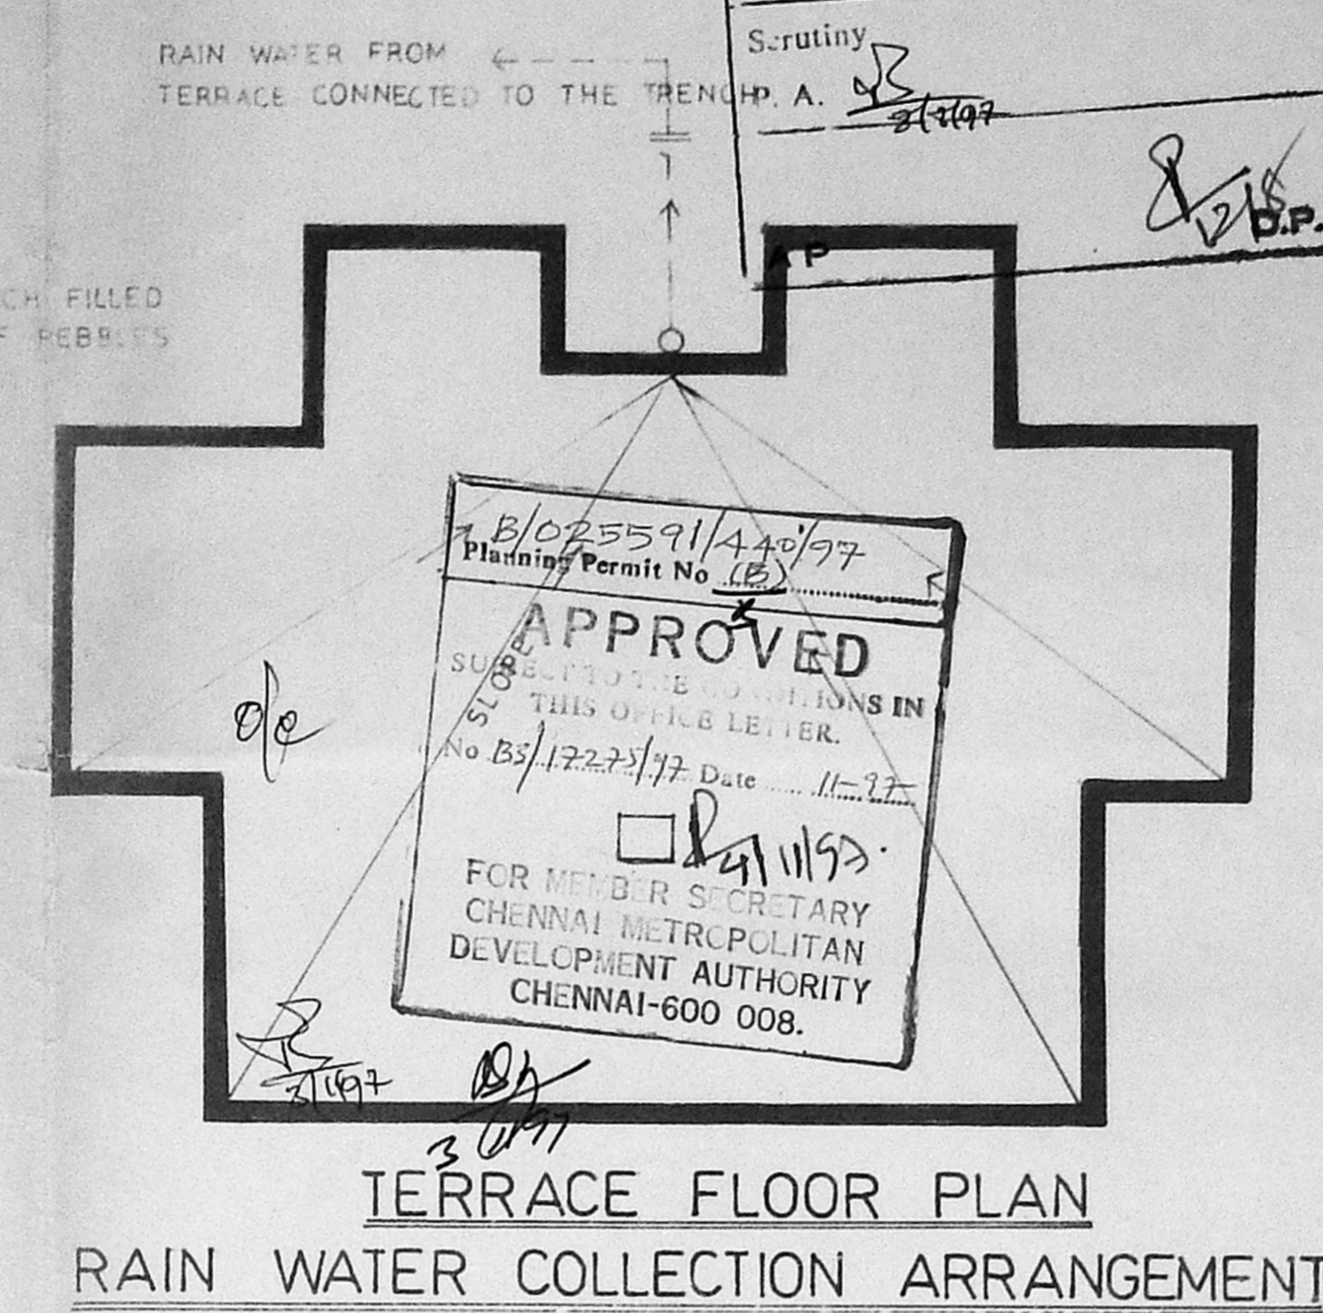 Scrutiny
RAIN WATER FROM
TERRACE CONNECTED TO THE TRENCH
P. A.
D.P.
AP
CH FILLED
F PEBBLES
B/025591/440/97
Planning Permit No (B)
APPROVED
SUBJECT TO THE CONDITIONS IN
THIS OFFICE LETTER.
SLOPE
No B3/17275/97 Date 11-97
4/11/97.
FOR MEMBER SECRETARY
CHENNAI METROPOLITAN
DEVELOPMENT AUTHORITY
CHENNAI-600 008.
TERRACE FLOOR PLAN
RAIN WATER COLLECTION ARRANGEMENT